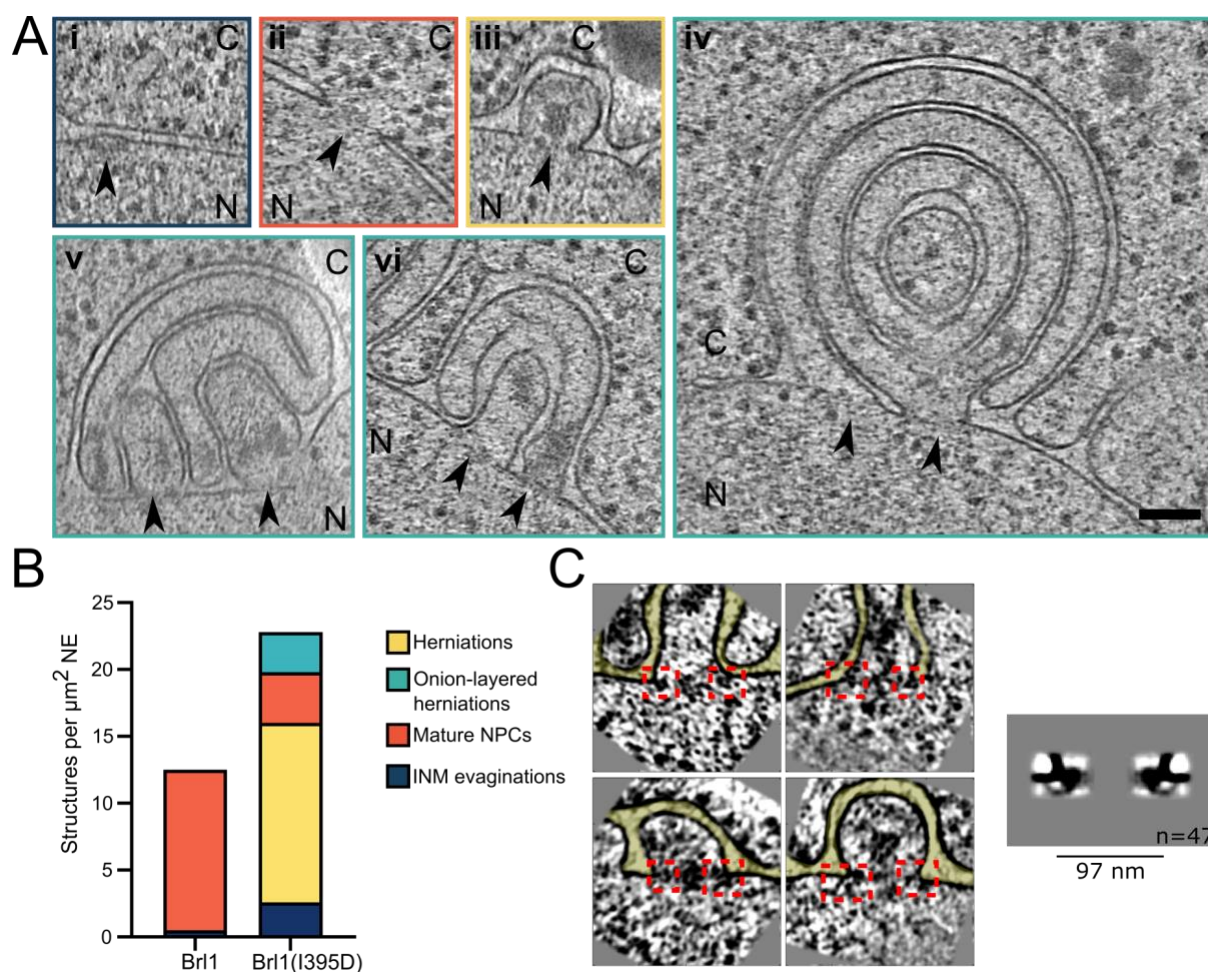 A
i C N
ii C N
iii C N
iv C N
v C N
vi C N
B
Structures per µm² NE
25
20
15
10
5
0
Brl1 Brl1(I395D)
Herniations
Onion-layered
herniations
Mature NPCs
INM evaginations
C
n=47
97 nm